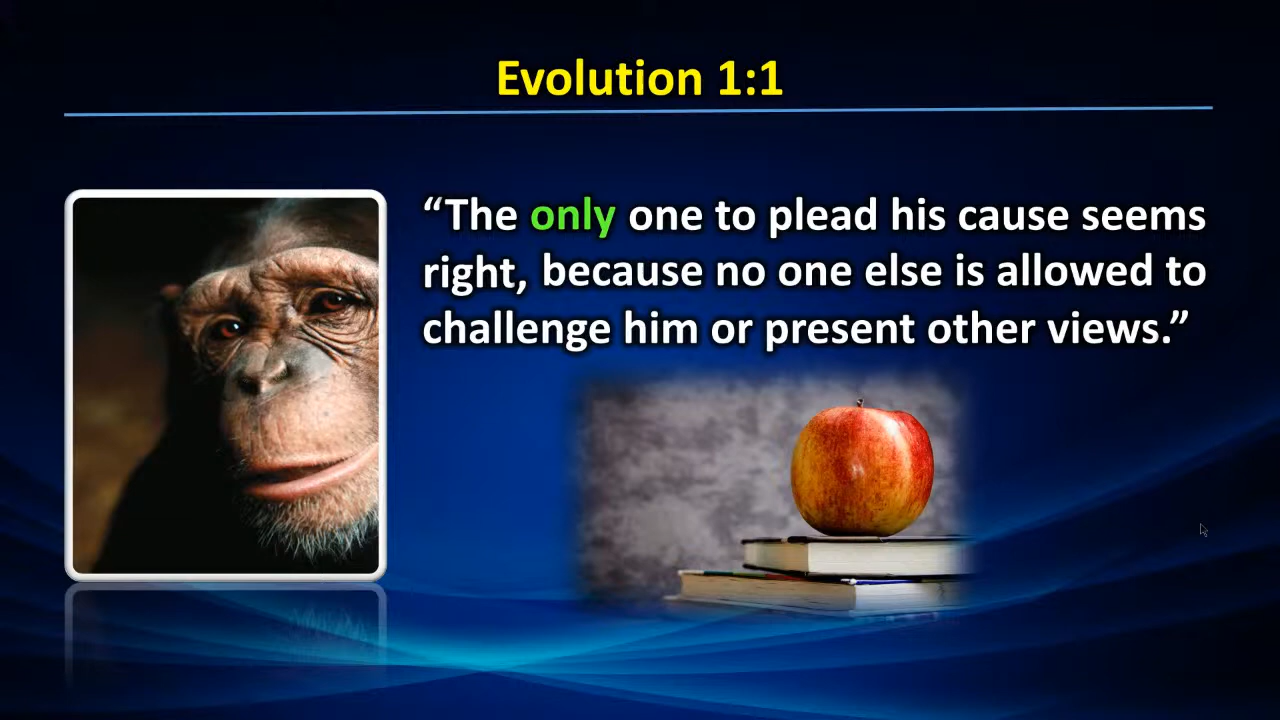 Evolution 1:1
“The only one to plead his cause seems
right, because no one else is allowed to
challenge him or present other views.”